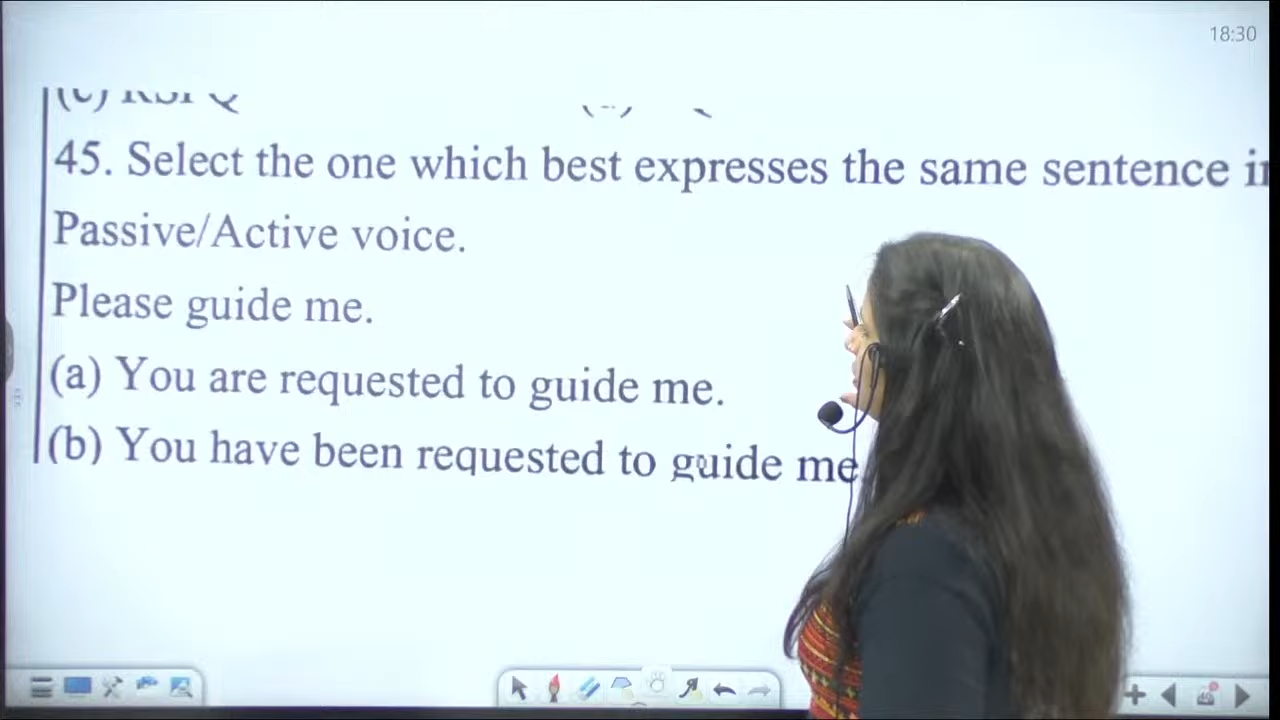 18:30
45. Select the one which best expresses the same sentence in
Passive/Active voice.
Please guide me.
(a) You are requested to guide me.
(b) You have been requested to guide me